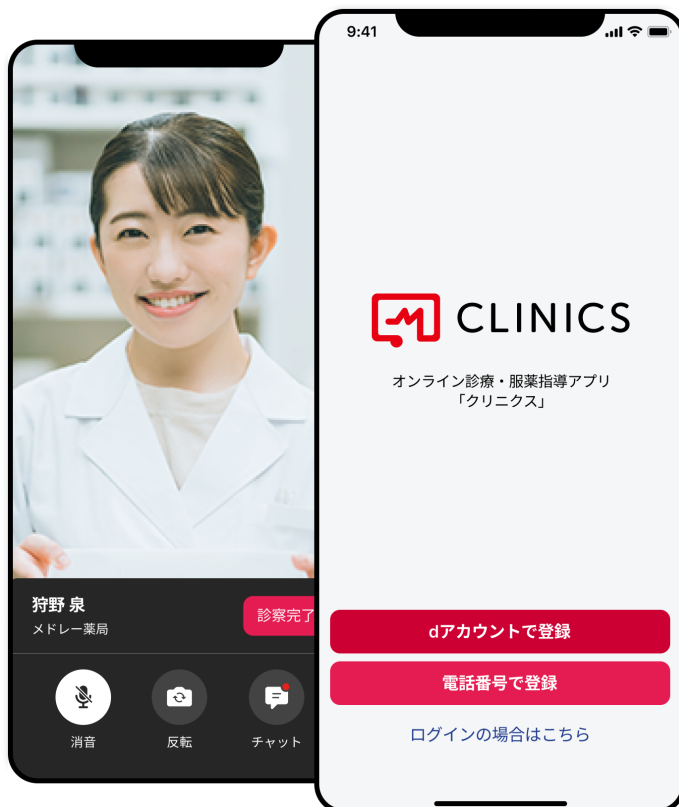 狩野 泉
メドレー薬局
診察完了
消音
反転
チャット
9:41
CLINICS
オンライン診療・服薬指導アプリ
「クリニクス」
dアカウントで登録
電話番号で登録
ログインの場合はこちら